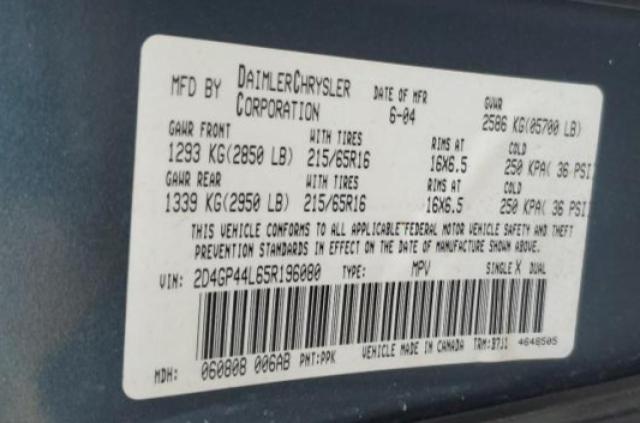 MFD BY DAIMLERCHRYSLER CORPORATION DATE OF MFR 6-04 GVWR 2586 KG(05700 LB)
GAWR FRONT WITH TIRES RIMS AT COLD
1293 KG(2850 LB) 215/65R16 16X6.5 250 KPA( 36 PSI
GAWR REAR WITH TIRES RIMS AT COLD
1339 KG(2950 LB) 215/65R16 16X6.5 250 KPA( 36 PSI
THIS VEHICLE CONFORMS TO ALL APPLICABLE FEDERAL MOTOR VEHICLE SAFETY AND THEFT
PREVENTION STANDARDS IN EFFECT ON THE DATE OF MANUFACTURE SHOWN ABOVE.
VIN: 2D4GP44L65R196080 TYPE: MPV SINGLE X DUAL
MDH: 060808 006AB PNT:PPK VEHICLE MADE IN CANADA TRM: 4648505